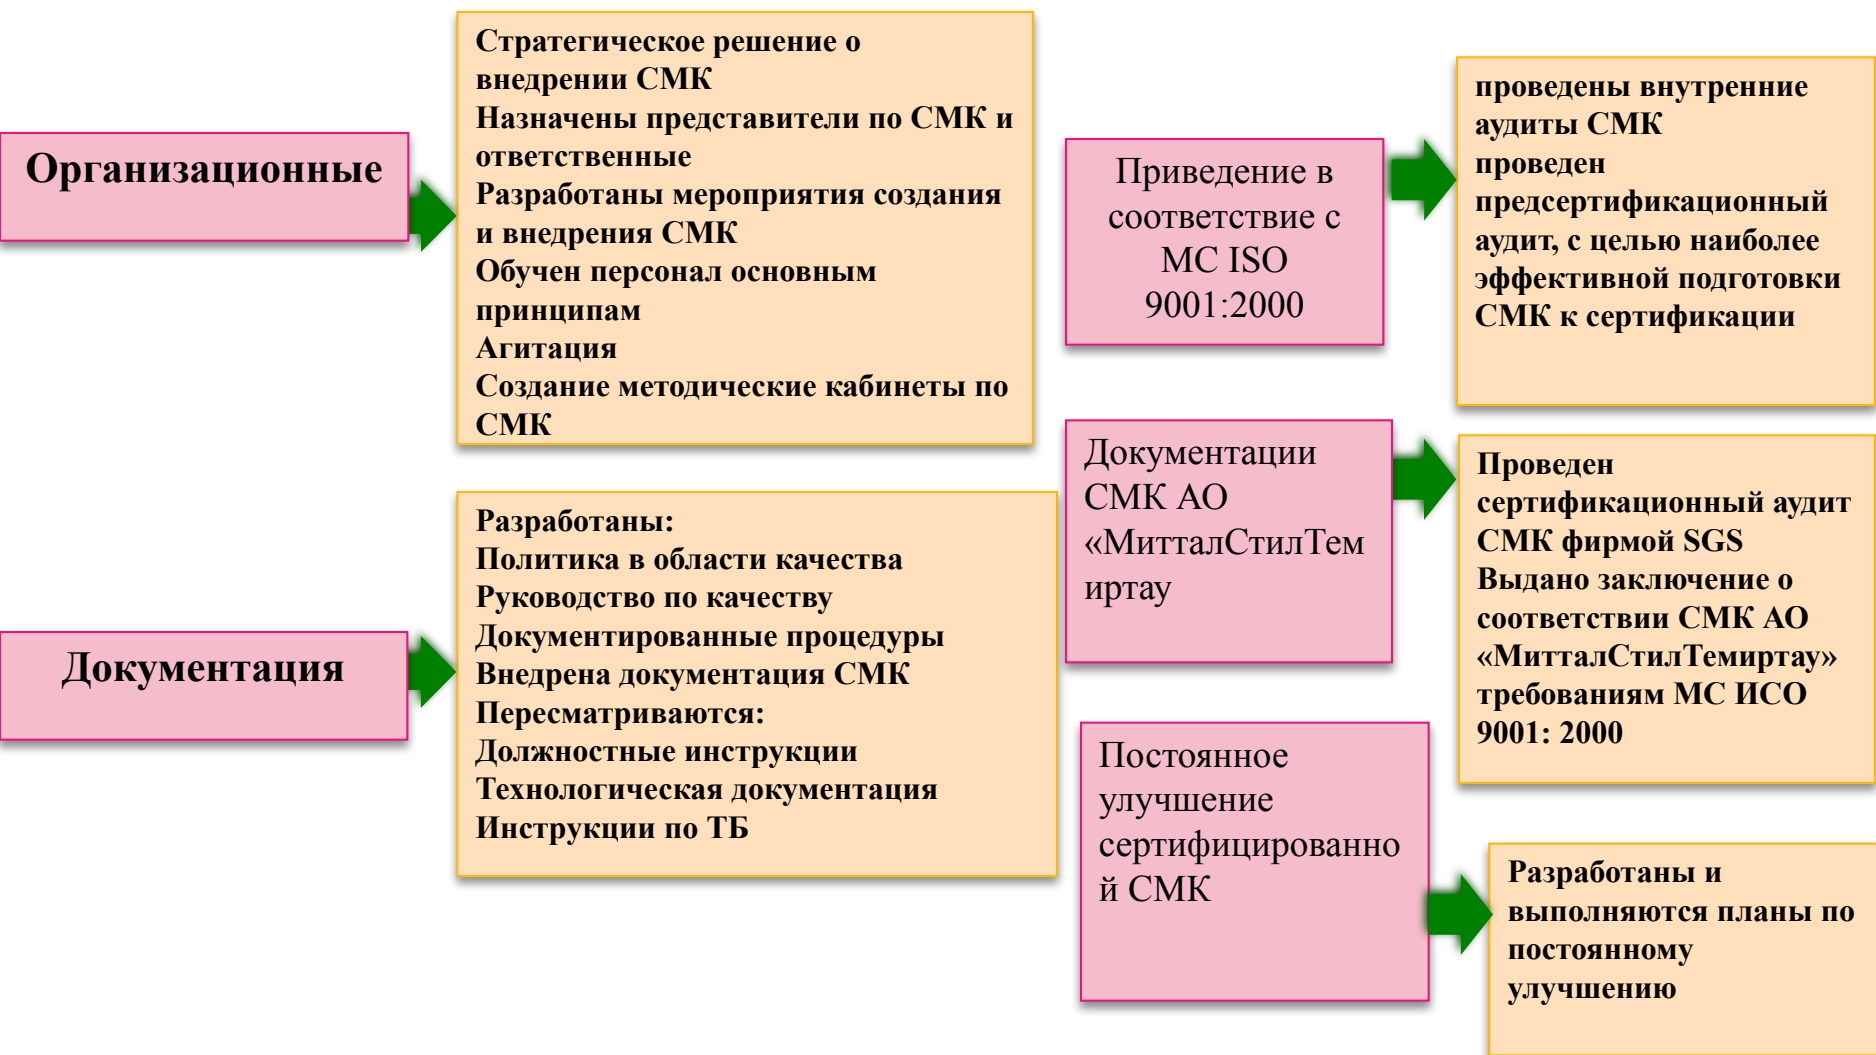 Организационные
Стратегическое решение о
внедрении СМК
Назначены представители по СМК и
ответственные
Разработаны мероприятия создания
и внедрения СМК
Обучен персонал основным
принципам
Агитация
Создание методические кабинеты по
СМК
Документация
Разработаны:
Политика в области качества
Руководство по качеству
Документированные процедуры
Внедрена документация СМК
Пересматриваются:
Должностные инструкции
Технологическая документация
Инструкции по ТБ
Приведение в
соответствие с
МС ISO
9001:2000
проведены внутренние
аудиты СМК
проведен
предсертификационный
аудит, с целью наиболее
эффективной подготовки
СМК к сертификации
Документации
СМК АО
«МитталСтилТем
иртау
Проведен
сертификационный аудит
СМК фирмой SGS
Выдано заключение о
соответствии СМК АО
«МитталСтилТемиртау»
требованиям МС ИСО
9001: 2000
Постоянное
улучшение
сертифицированно
й СМК
Разработаны и
выполняются планы по
постоянному
улучшению